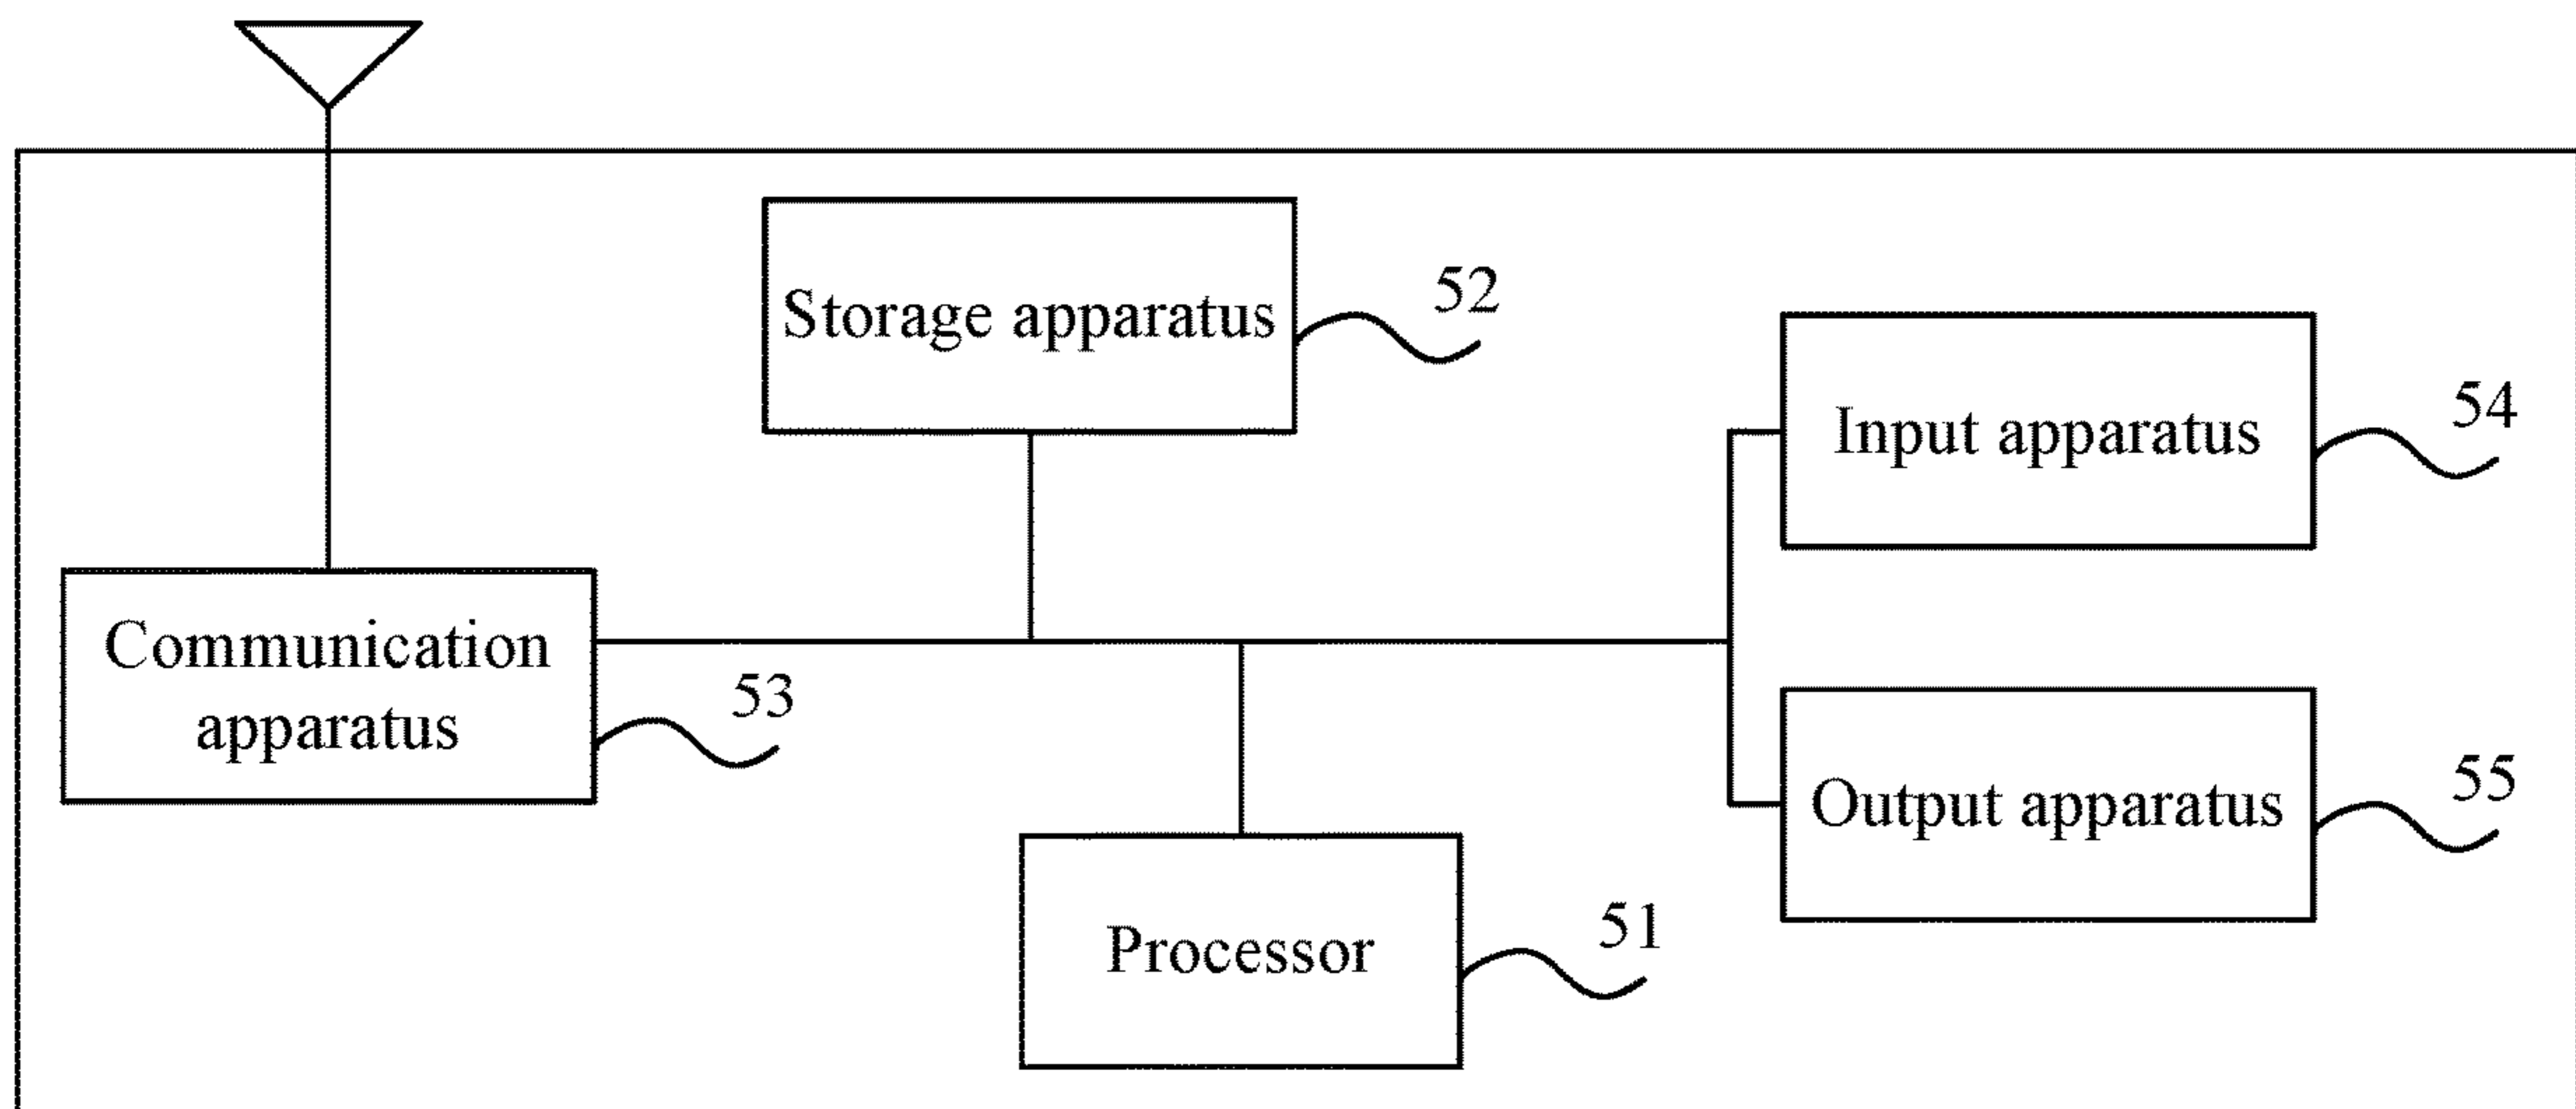 Storage apparatus
52
Input apparatus
54
Communication
apparatus
53
Output apparatus
55
Processor
51